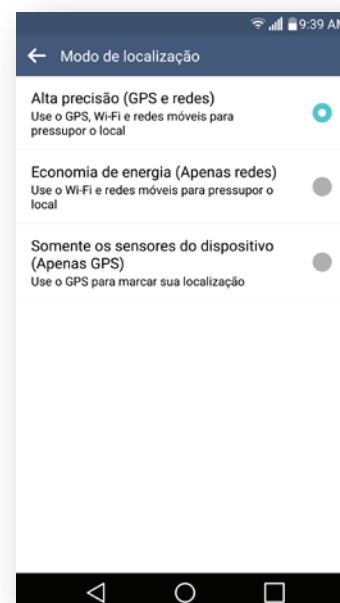 9:39 AM
Modo de localização
Alta precisão (GPS e redes)
Use o GPS, Wi-Fi e redes móveis para
pressupor o local
Economia de energia (Apenas redes)
Use o Wi-Fi e redes móveis para pressupor o
local
Somente os sensores do dispositivo
(Apenas GPS)
Use o GPS para marcar sua localização